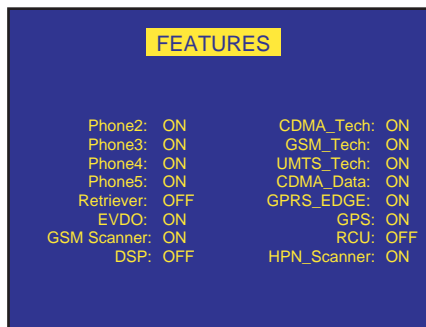 FEATURES
Phone2: ON CDMA_Tech: ON
Phone3: ON GSM_Tech: ON
Phone4: ON UMTS_Tech: ON
Phone5: ON CDMA_Data: ON
Retriever: OFF GPRS_EDGE: ON
EVDO: ON GPS: ON
GSM Scanner: ON RCU: OFF
DSP: OFF HPN_Scanner: ON